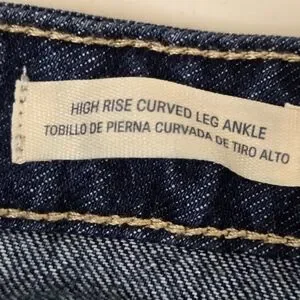 HIGH RISE CURVED LEG ANKLE
TOBILLO DE PIERNA CURVADA DE TIRO ALTO